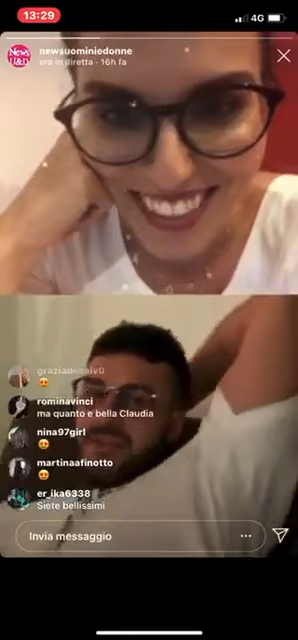 13:29
4G
News
U&D
newsuominiedonne
era in diretta · 16h fa
rominavinci
ma quanto e bella Claudia
nina97girl
martinaafinotto
er_ika6338
Siete bellissimi
Invia messaggio